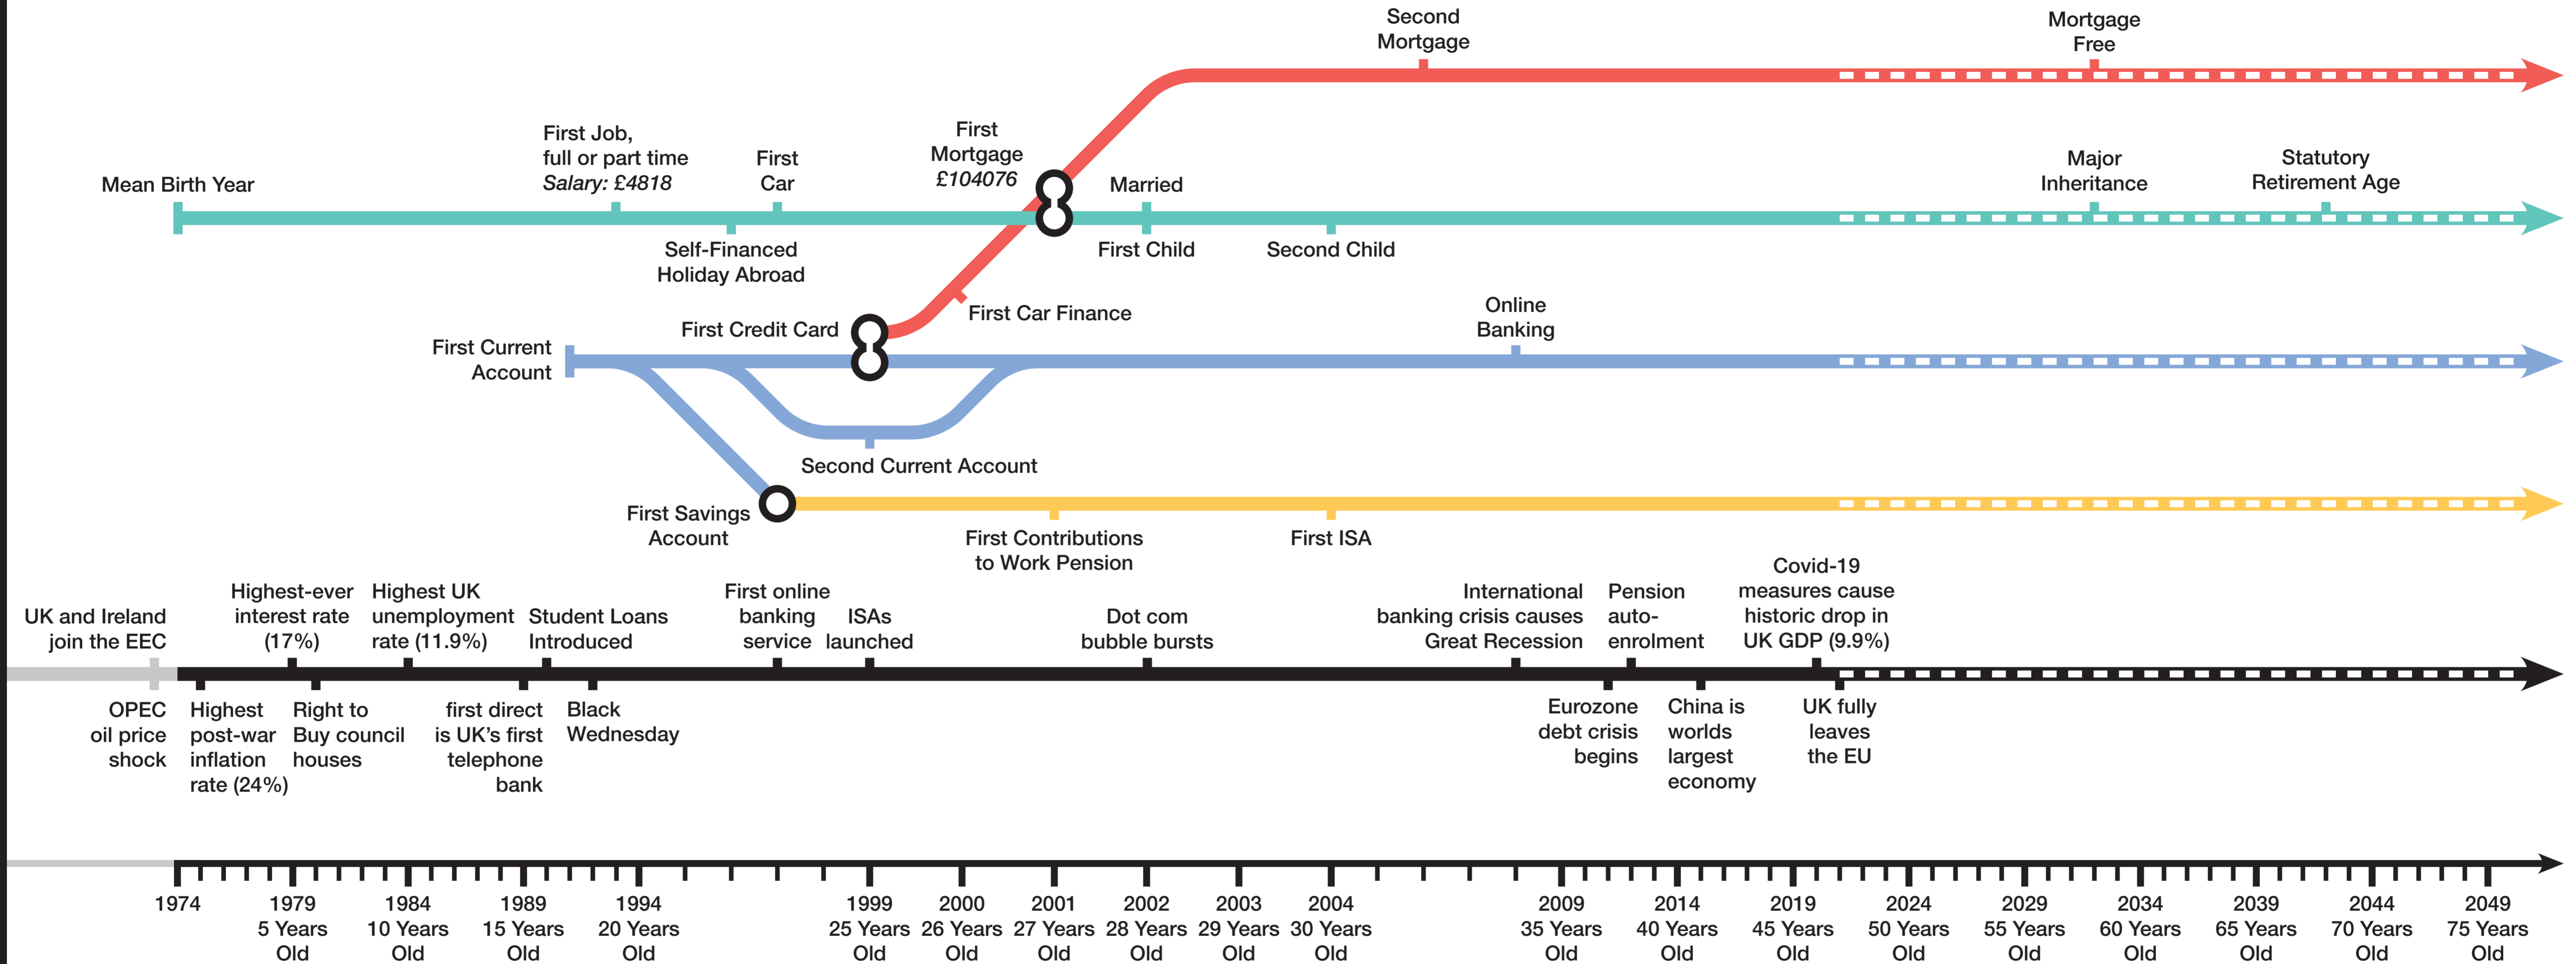 Second
Mortgage
Mortgage
Free
Mean Birth Year
First Job,
full or part time
Salary: £4818
First
Car
First
Mortgage
£104076
Married
Major
Inheritance
Statutory
Retirement Age
Self-Financed
Holiday Abroad
First Child
Second Child
First Car Finance
First Credit Card
Online
Banking
First Current
Account
Second Current Account
First Savings
Account
First Contributions
to Work Pension
First ISA
UK and Ireland
join the EEC
Highest-ever
interest rate
(17%)
Highest UK
unemployment
rate (11.9%)
Student Loans
Introduced
First online
banking
service
ISAs
launched
Dot com
bubble bursts
International
banking crisis causes
Great Recession
Pension
auto-
enrolment
Covid-19
measures cause
historic drop in
UK GDP (9.9%)
OPEC
oil price
shock
Highest
post-war
inflation
rate (24%)
Right to
Buy council
houses
first direct
is UK's first
telephone
bank
Black
Wednesday
Eurozone
debt crisis
begins
China is
worlds
largest
economy
UK fully
leaves
the EU
1974
1979
5 Years
Old
1984
10 Years
Old
1989
15 Years
Old
1994
20 Years
Old
1999
25 Years
Old
2000
26 Years
Old
2001
27 Years
Old
2002
28 Years
Old
2003
29 Years
Old
2004
30 Years
Old
2009
35 Years
Old
2014
40 Years
Old
2019
45 Years
Old
2024
50 Years
Old
2029
55 Years
Old
2034
60 Years
Old
2039
65 Years
Old
2044
70 Years
Old
2049
75 Years
Old